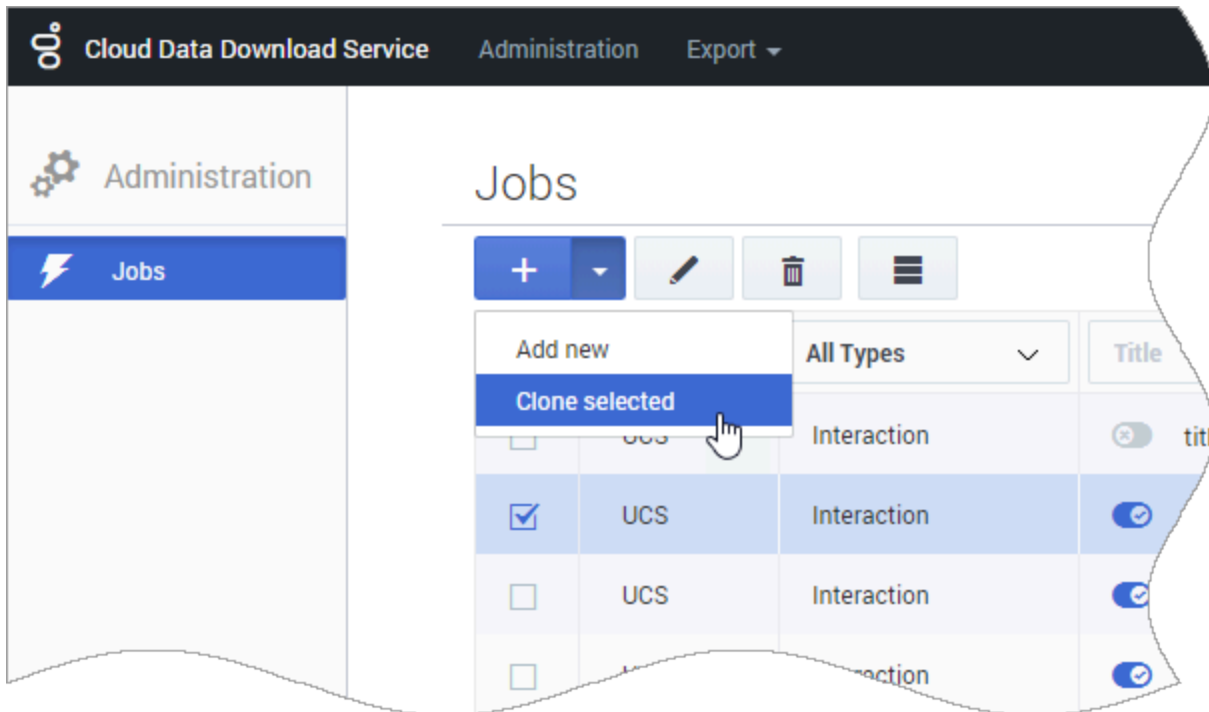 Cloud Data Download Service Administration Export
Administration
Jobs
Jobs
Add new
Clone selected
All Types
Title
UCS Interaction
UCS Interaction
UCS Interaction